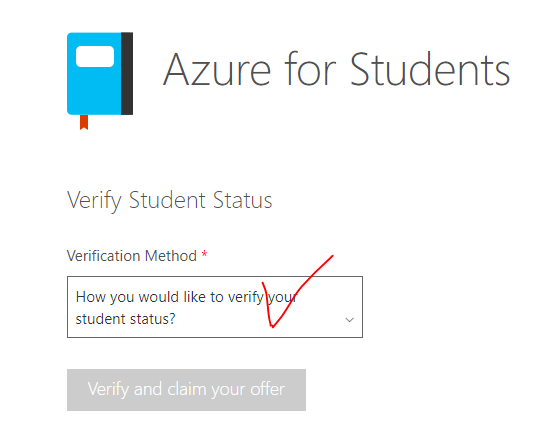 Azure for Students
Verify Student Status
Verification Method *
How you would like to verify your
student status?
Verify and claim your offer